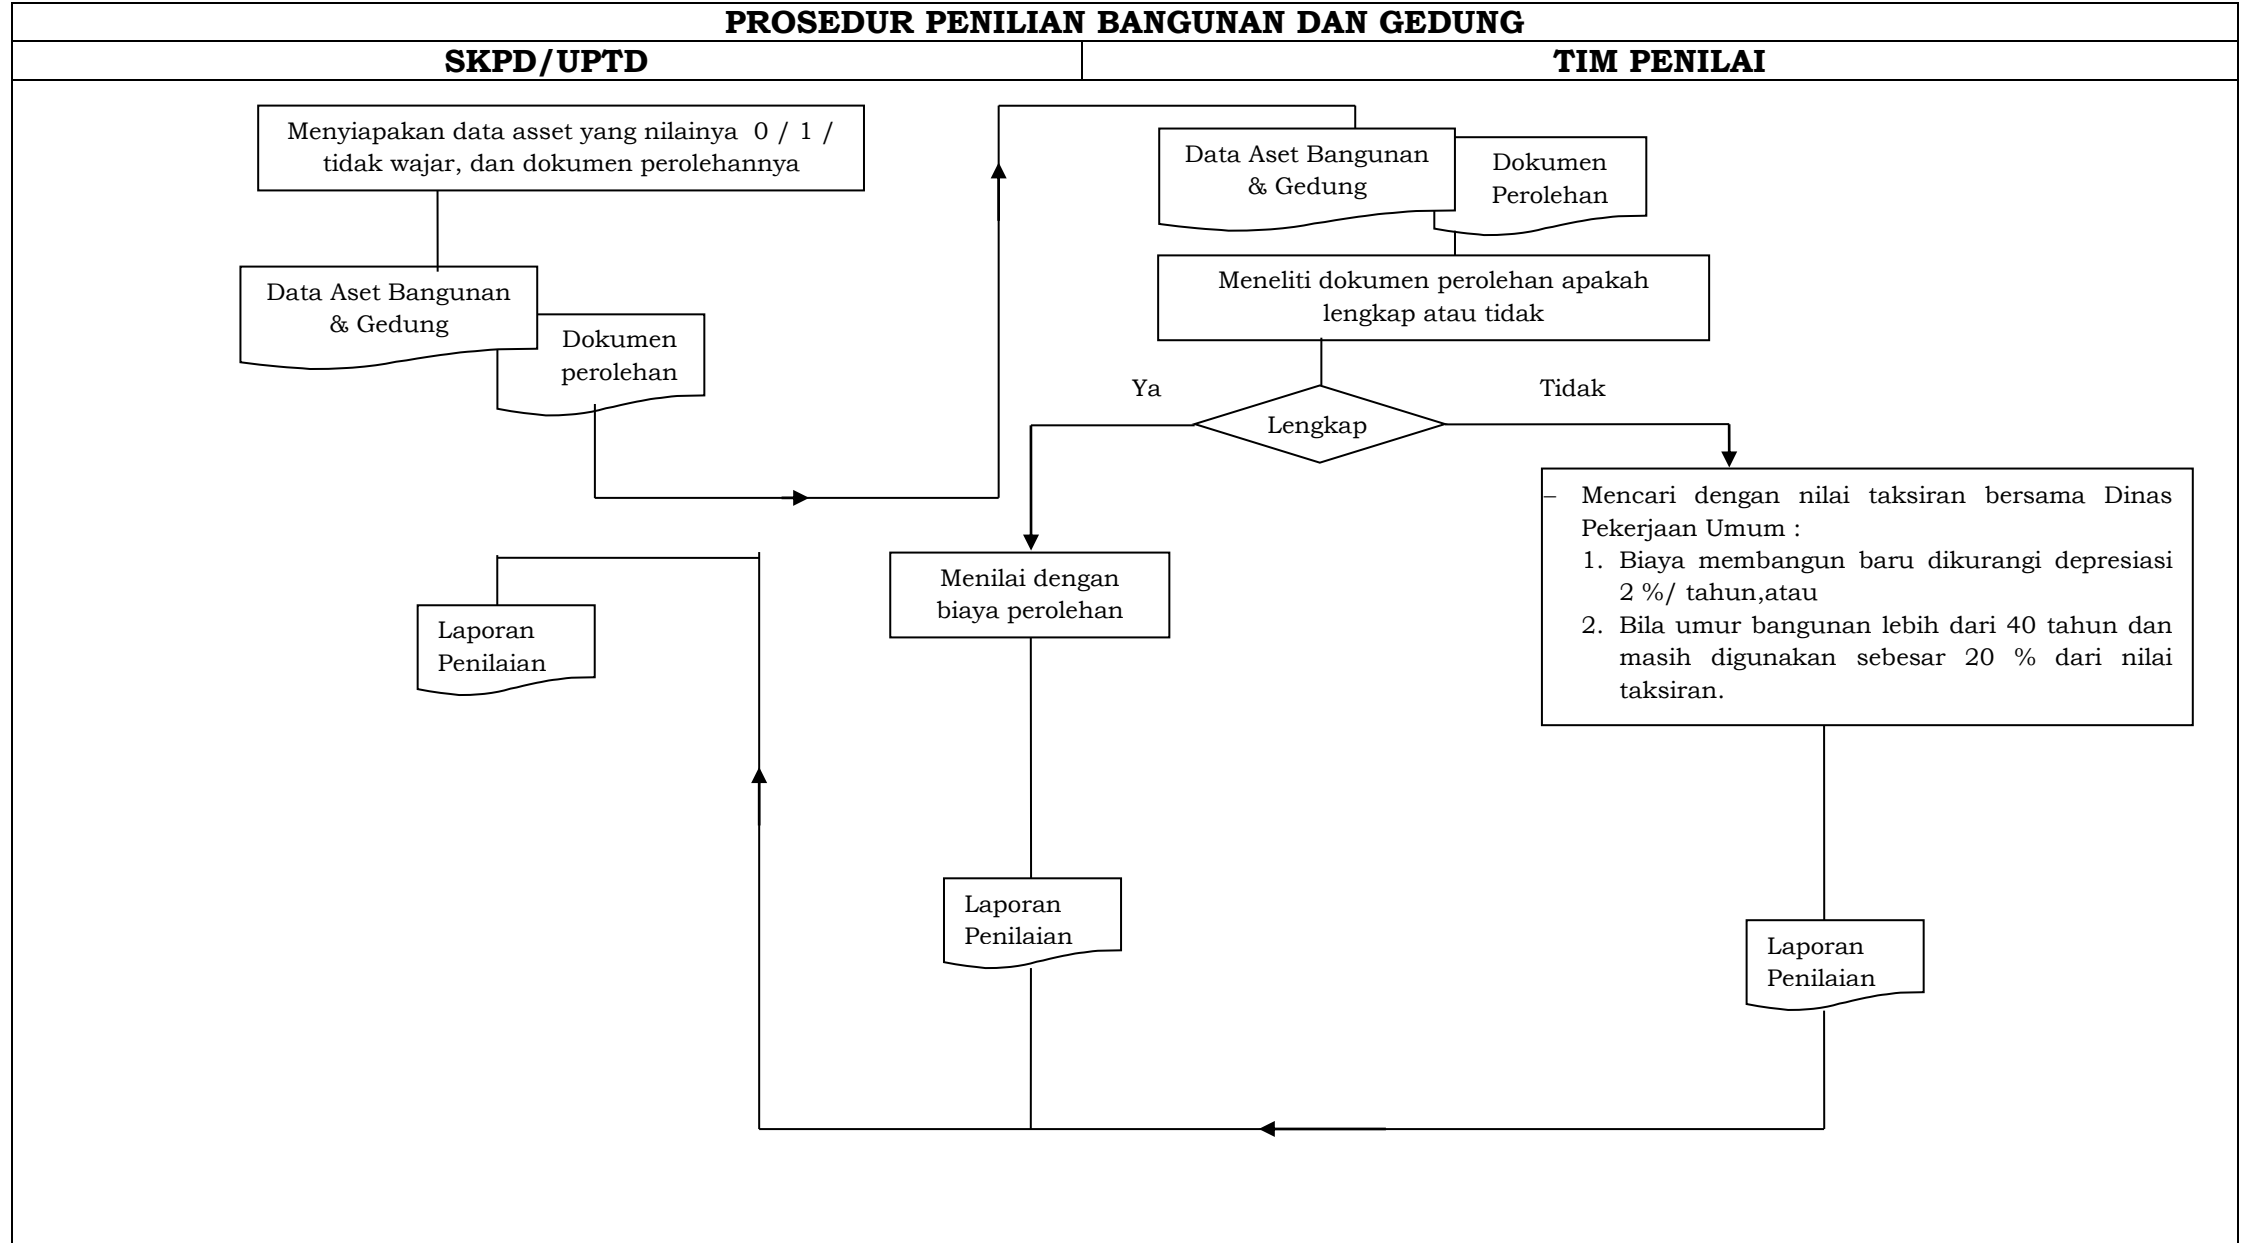 PROSEDUR PENILIAN BANGUNAN DAN GEDUNG
SKPD/UPTD
TIM PENILAI
Menyiapakan data asset yang nilainya 0 / 1 /
tidak wajar, dan dokumen perolehannya
Data Aset Bangunan
& Gedung
Dokumen
perolehan
Data Aset Bangunan
& Gedung
Dokumen
Perolehan
Meneliti dokumen perolehan apakah
lengkap atau tidak
Ya
Tidak
Lengkap
Menilai dengan
biaya perolehan
– Mencari dengan nilai taksiran bersama Dinas
Pekerjaan Umum :
1. Biaya membangun baru dikurangi depresiasi
2 %/ tahun,atau
2. Bila umur bangunan lebih dari 40 tahun dan
masih digunakan sebesar 20 % dari nilai
taksiran.
Laporan
Penilaian
Laporan
Penilaian
Laporan
Penilaian